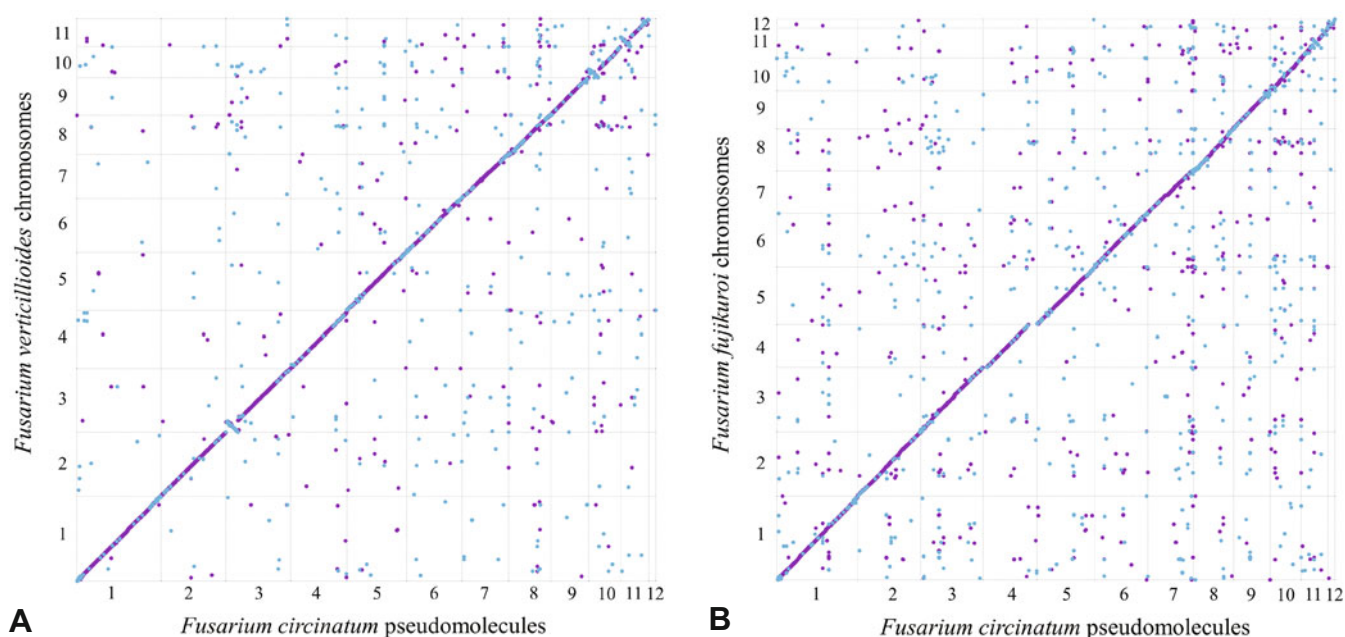 11
10
9
8
7
6
5
4
3
2
1
Fusarium verticillioides chromosomes
1 2 3 4 5 6 7 8 9 10 11 12
Fusarium circinatum pseudomolecules
A
12
11
10
9
8
7
6
5
4
3
2
1
Fusarium fujikuroi chromosomes
1 2 3 4 5 6 7 8 9 10 11 12
Fusarium circinatum pseudomolecules
B